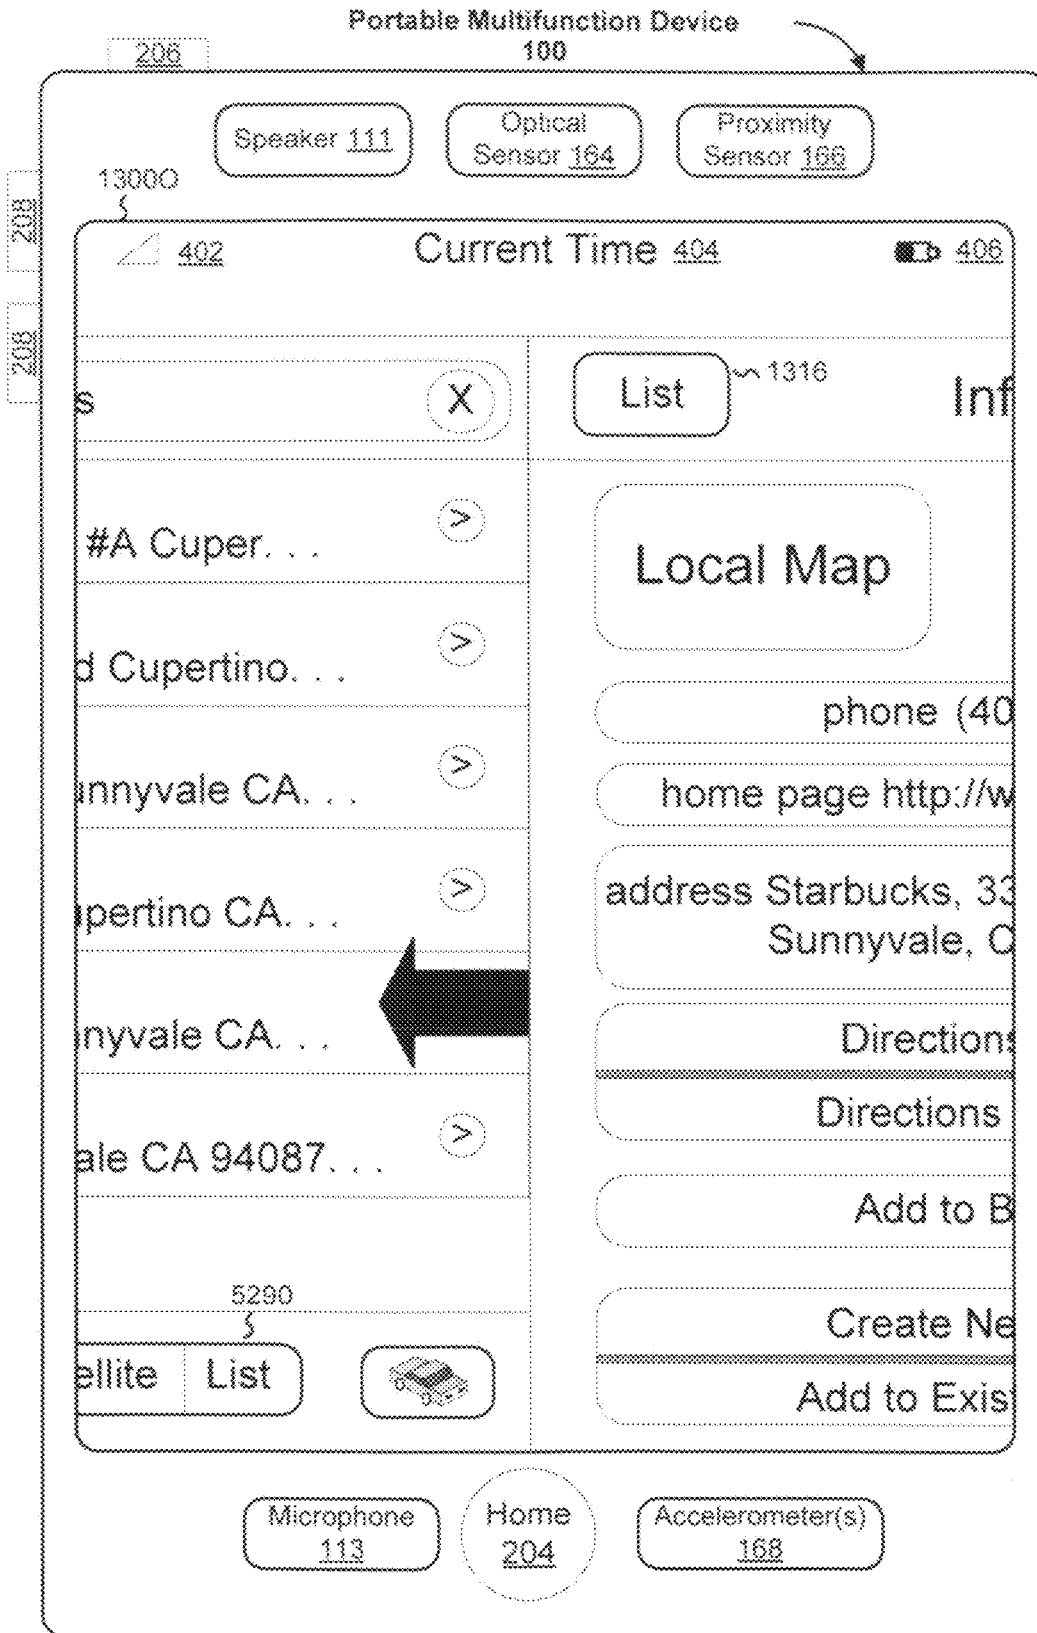 Portable Multifunction Device
100
206
Speaker 111
Optical
Sensor 164
Proximity
Sensor 166
1300O
208
208
402
Current Time 404
406
s
X
List
1316
Inf
#A Cuper. . .
>
Local Map
d Cupertino. . .
>
phone (40
unnyvale CA. . .
>
home page http://w
upertino CA. . .
>
address Starbucks, 33
Sunnyvale, C
nnyvale CA. . .
Directions
Directions
ale CA 94087. . .
>
Add to B
5290
ellite
List
Create Ne
Add to Exis
Microphone
113
Home
204
Accelerometer(s)
168